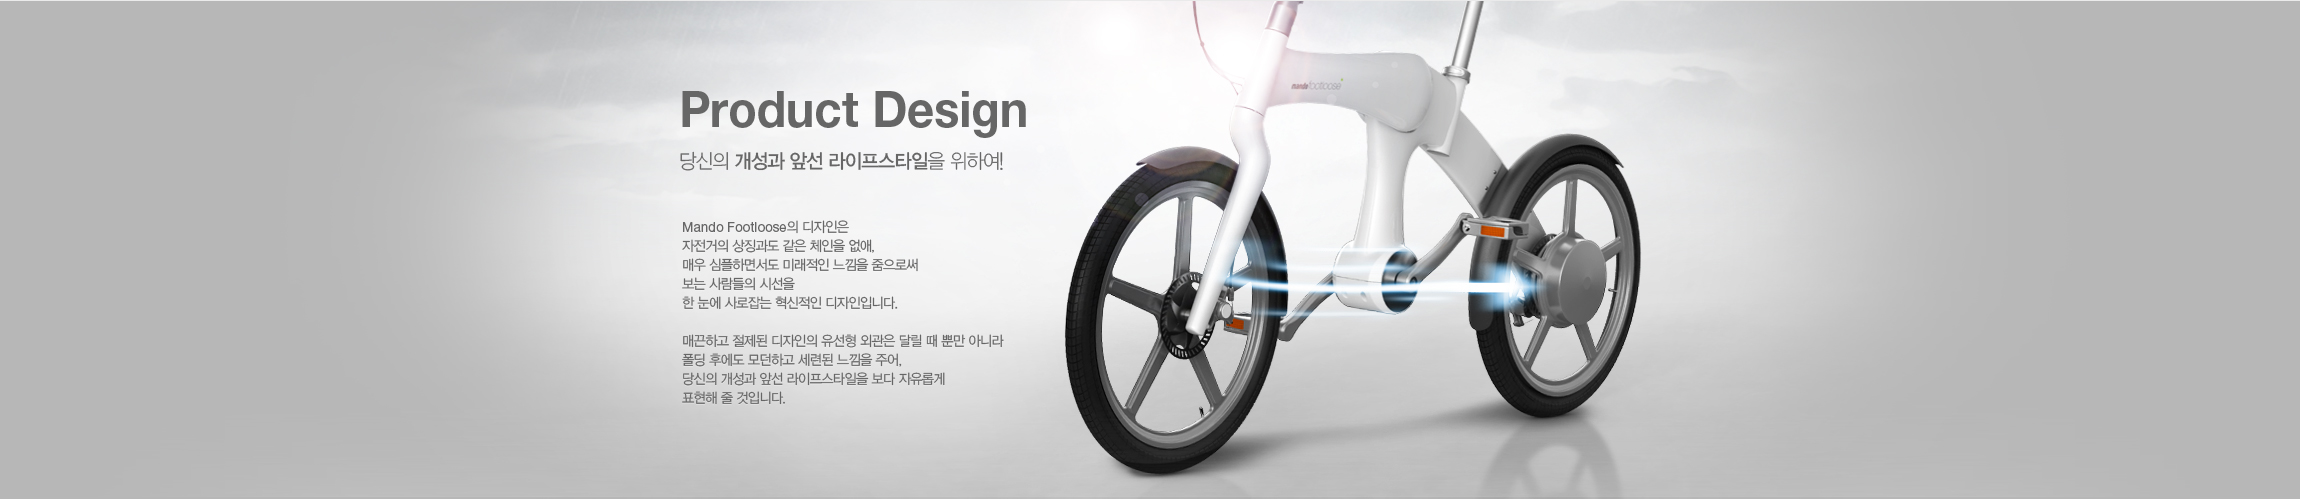 Product Design
당신의 개성과 앞선 라이프스타일을 위하여!
Mando Footloose의 디자인은
자전거의 상징과도 같은 체인을 없애,
매우 심플하면서도 미래적인 느낌을 줌으로써
보는 사람들의 시선을
한 눈에 사로잡는 혁신적인 디자인입니다.
매끈하고 절제된 디자인의 유선형 외관은 달릴 때 뿐만 아니라
폴딩 후에도 모던하고 세련된 느낌을 주어,
당신의 개성과 앞선 라이프스타일을 보다 자유롭게
표현해 줄 것입니다.
mando footloose